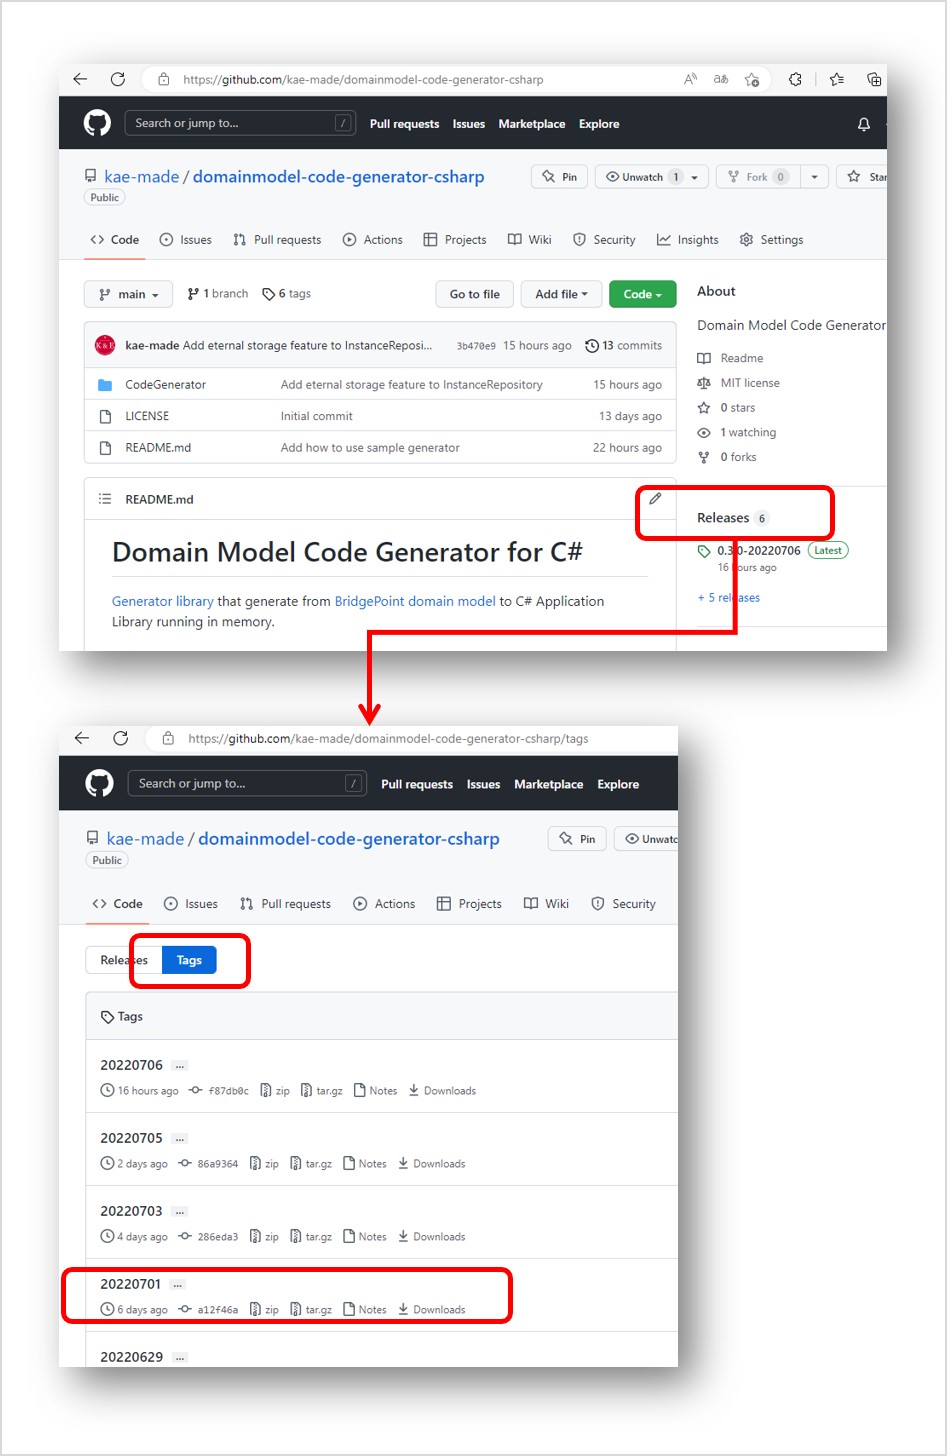 https://github.com/kae-made/domainmodel-code-generator-csharp
Search or jump to... / Pull requests Issues Marketplace Explore
kae-made / domainmodel-code-generator-csharp Pin Unwatch 1 Fork 0 Star
Public
Code Issues Pull requests Actions Projects Wiki Security Insights Settings
main 1 branch 6 tags Go to file Add file Code
About
Domain Model Code Generator
K & E kae-made Add eternal storage feature to InstanceReposi... 3b470e9 15 hours ago 13 commits
Readme
CodeGenerator Add eternal storage feature to InstanceRepository 15 hours ago
MIT license
LICENSE Initial commit 13 days ago
0 stars
README.md Add how to use sample generator 22 hours ago
1 watching
0 forks
README.md
Releases 6
Domain Model Code Generator for C#
0.3.0-20220706 Latest
16 hours ago
Generator library that generate from BridgePoint domain model to C# Application
Library running in memory.
+ 5 releases
https://github.com/kae-made/domainmodel-code-generator-csharp/tags
Search or jump to... / Pull requests Issues Marketplace Explore
kae-made / domainmodel-code-generator-csharp Pin Unwatc
Public
Code Issues Pull requests Actions Projects Wiki Security
Releases Tags
Tags
20220706 ...
16 hours ago f87db0c zip tar.gz Notes Downloads
20220705 ...
2 days ago 86a9364 zip tar.gz Notes Downloads
20220703 ...
4 days ago 286eda3 zip tar.gz Notes Downloads
20220701 ...
6 days ago a12f46a zip tar.gz Notes Downloads
20220629 ...